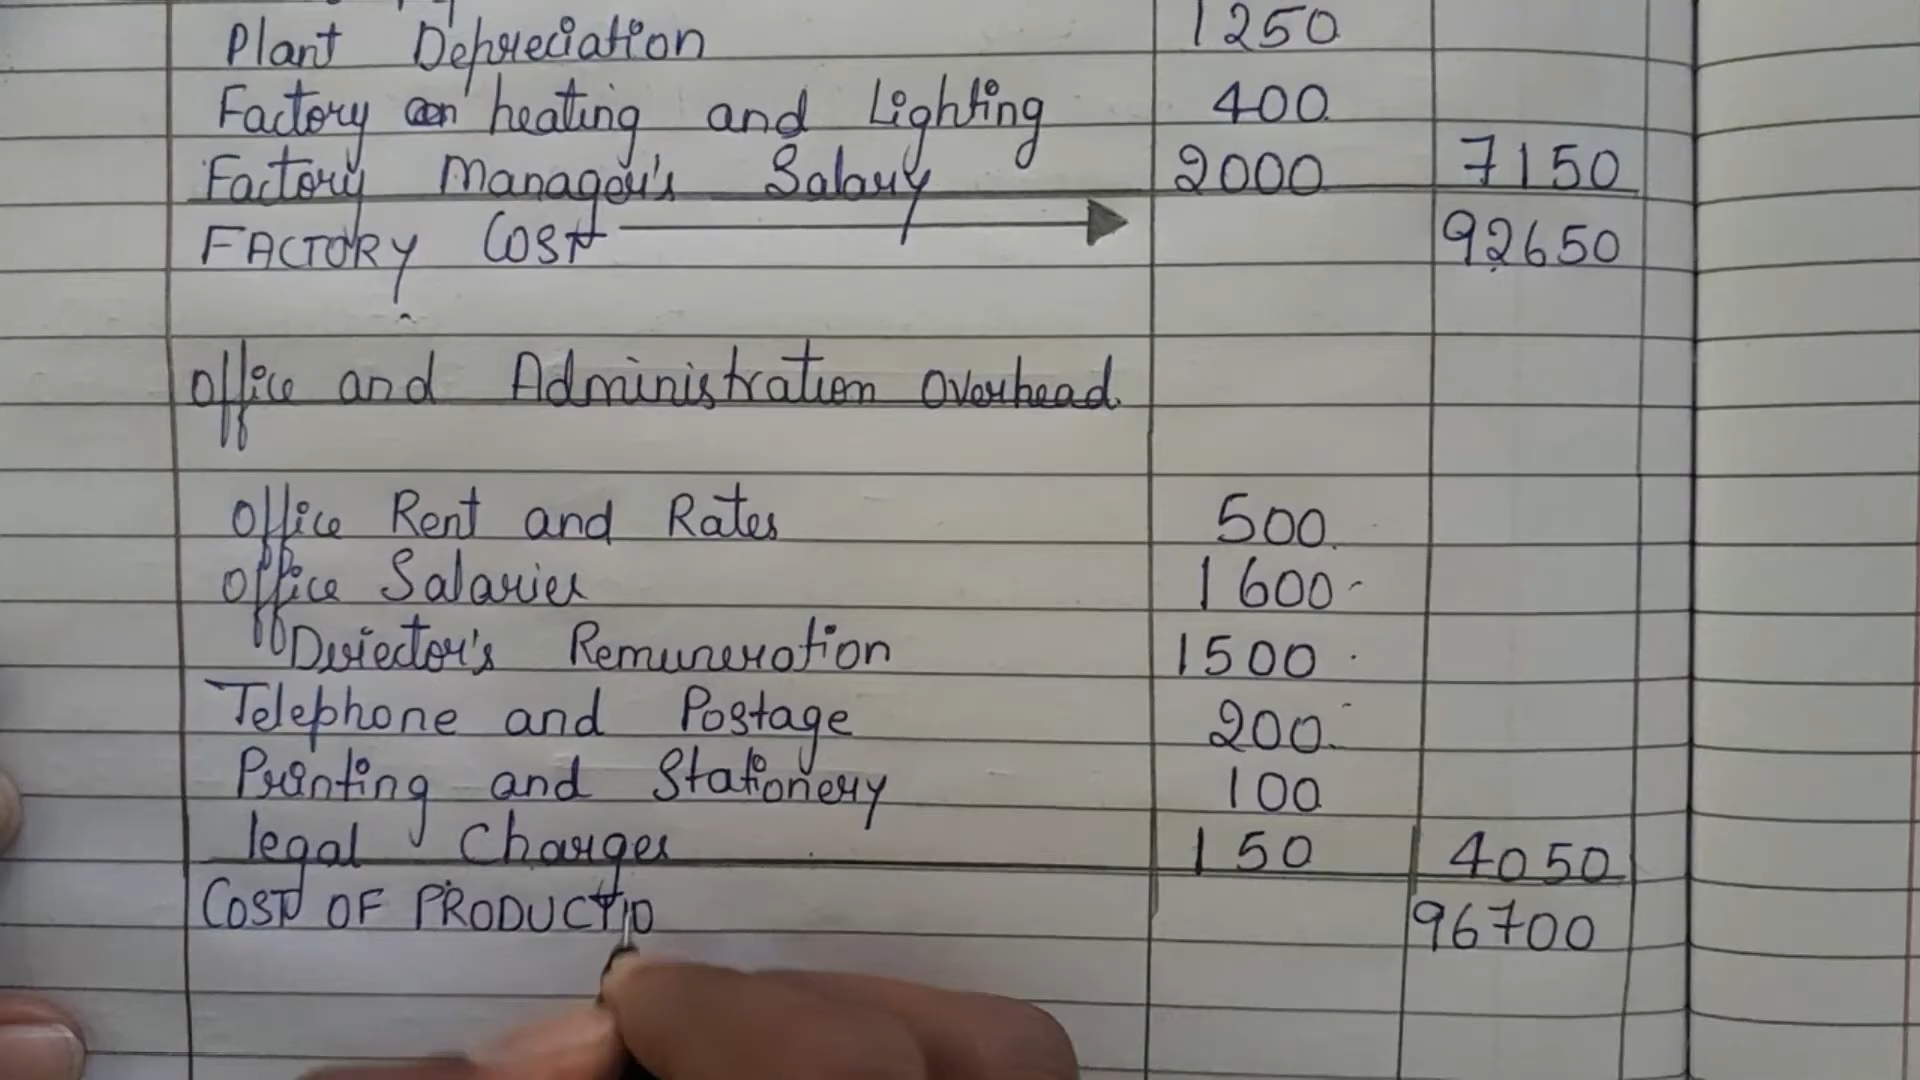 Plant Depreciation 1250
Factory heating and Lighting 400
Factory Manager's Salary 2000 7150
FACTORY COST 92650
Office and Administration Overhead
Office Rent and Rates 500
Office Salaries 1600
Director's Remuneration 1500
Telephone and Postage 200
Printing and Stationery 100
legal Charges 150 4050
COST OF PRODUCTIO 96700